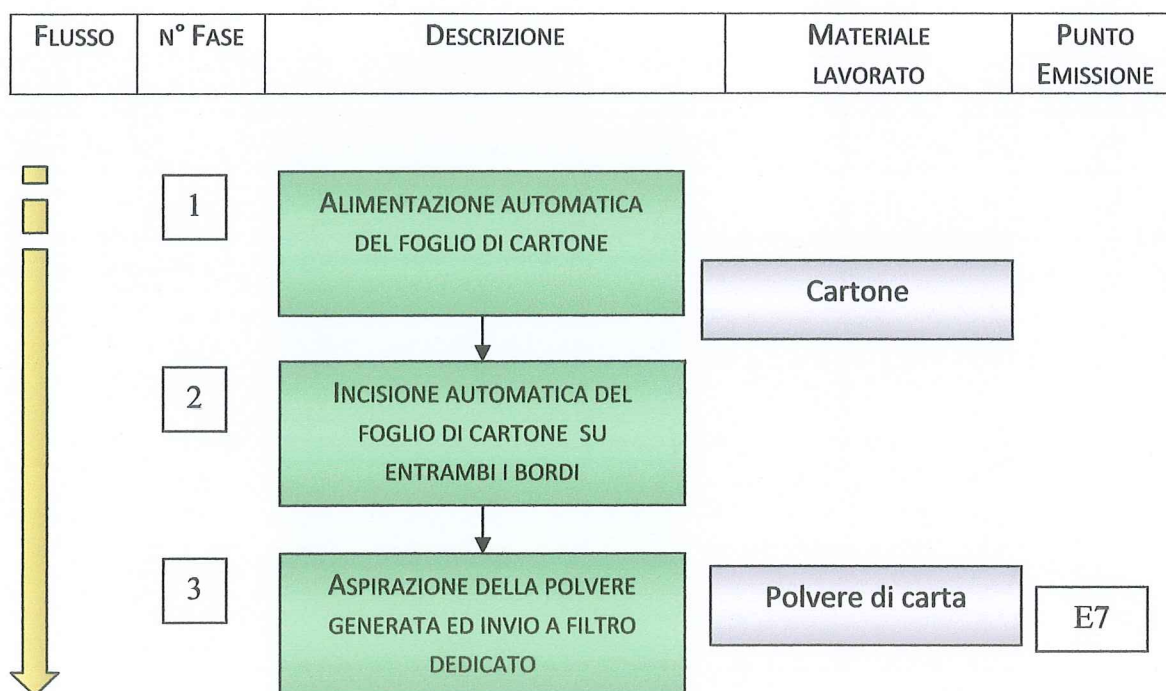 FLUSSO N° FASE DESCRIZIONE MATERIALE LAVORATO PUNTO EMISSIONE
1
ALIMENTAZIONE AUTOMATICA
DEL FOGLIO DI CARTONE
Cartone
2
INCISIONE AUTOMATICA DEL
FOGLIO DI CARTONE SU
ENTRAMBI I BORDI
3
ASPIRAZIONE DELLA POLVERE
GENERATA ED INVIO A FILTRO
DEDICATO
Polvere di carta
E7